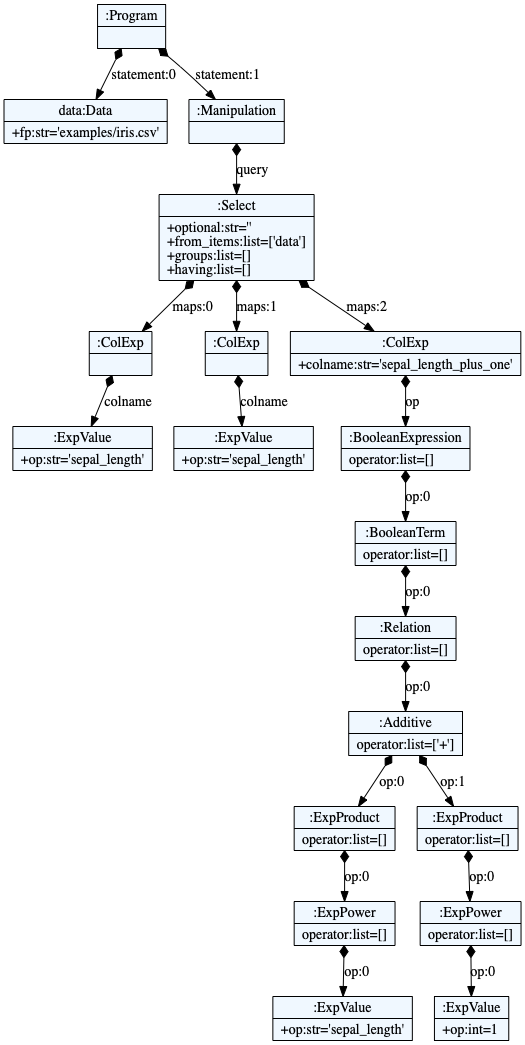 :Program
statement:0
statement:1
data:Data
+fp:str='examples/iris.csv'
:Manipulation
query
:Select
+optional:str=''
+from_items:list=['data']
+groups:list=[]
+having:list=[]
maps:0
maps:1
maps:2
:ColExp
:ColExp
:ColExp
+colname:str='sepal_length_plus_one'
colname
colname
op
:ExpValue
+op:str='sepal_length'
:ExpValue
+op:str='sepal_length'
:BooleanExpression
operator:list=[]
op:0
:BooleanTerm
operator:list=[]
op:0
:Relation
operator:list=[]
op:0
:Additive
operator:list=['+']
op:0
op:1
:ExpProduct
operator:list=[]
:ExpProduct
operator:list=[]
op:0
op:0
:ExpPower
operator:list=[]
:ExpPower
operator:list=[]
op:0
op:0
:ExpValue
+op:str='sepal_length'
:ExpValue
+op:int=1